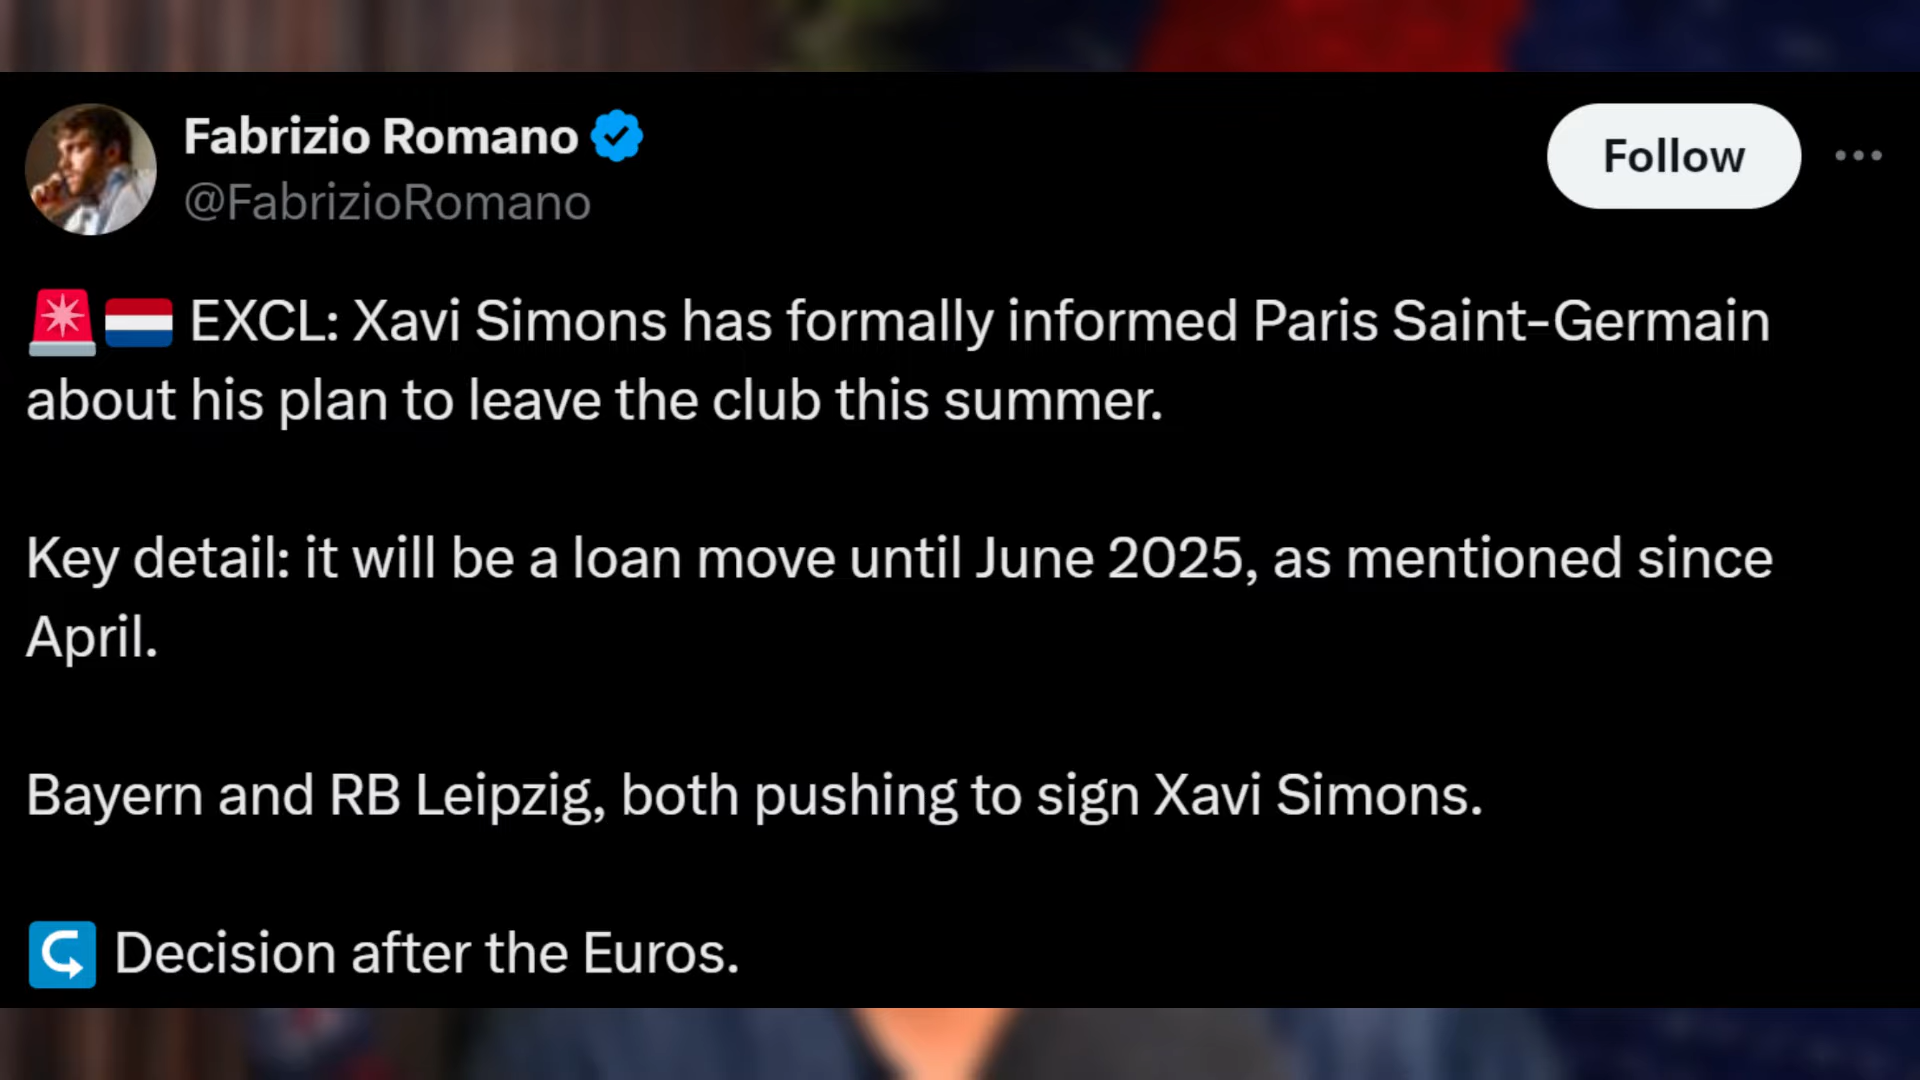 Fabrizio Romano
@FabrizioRomano
Follow
EXCL: Xavi Simons has formally informed Paris Saint-Germain
about his plan to leave the club this summer.
Key detail: it will be a loan move until June 2025, as mentioned since
April.
Bayern and RB Leipzig, both pushing to sign Xavi Simons.
Decision after the Euros.